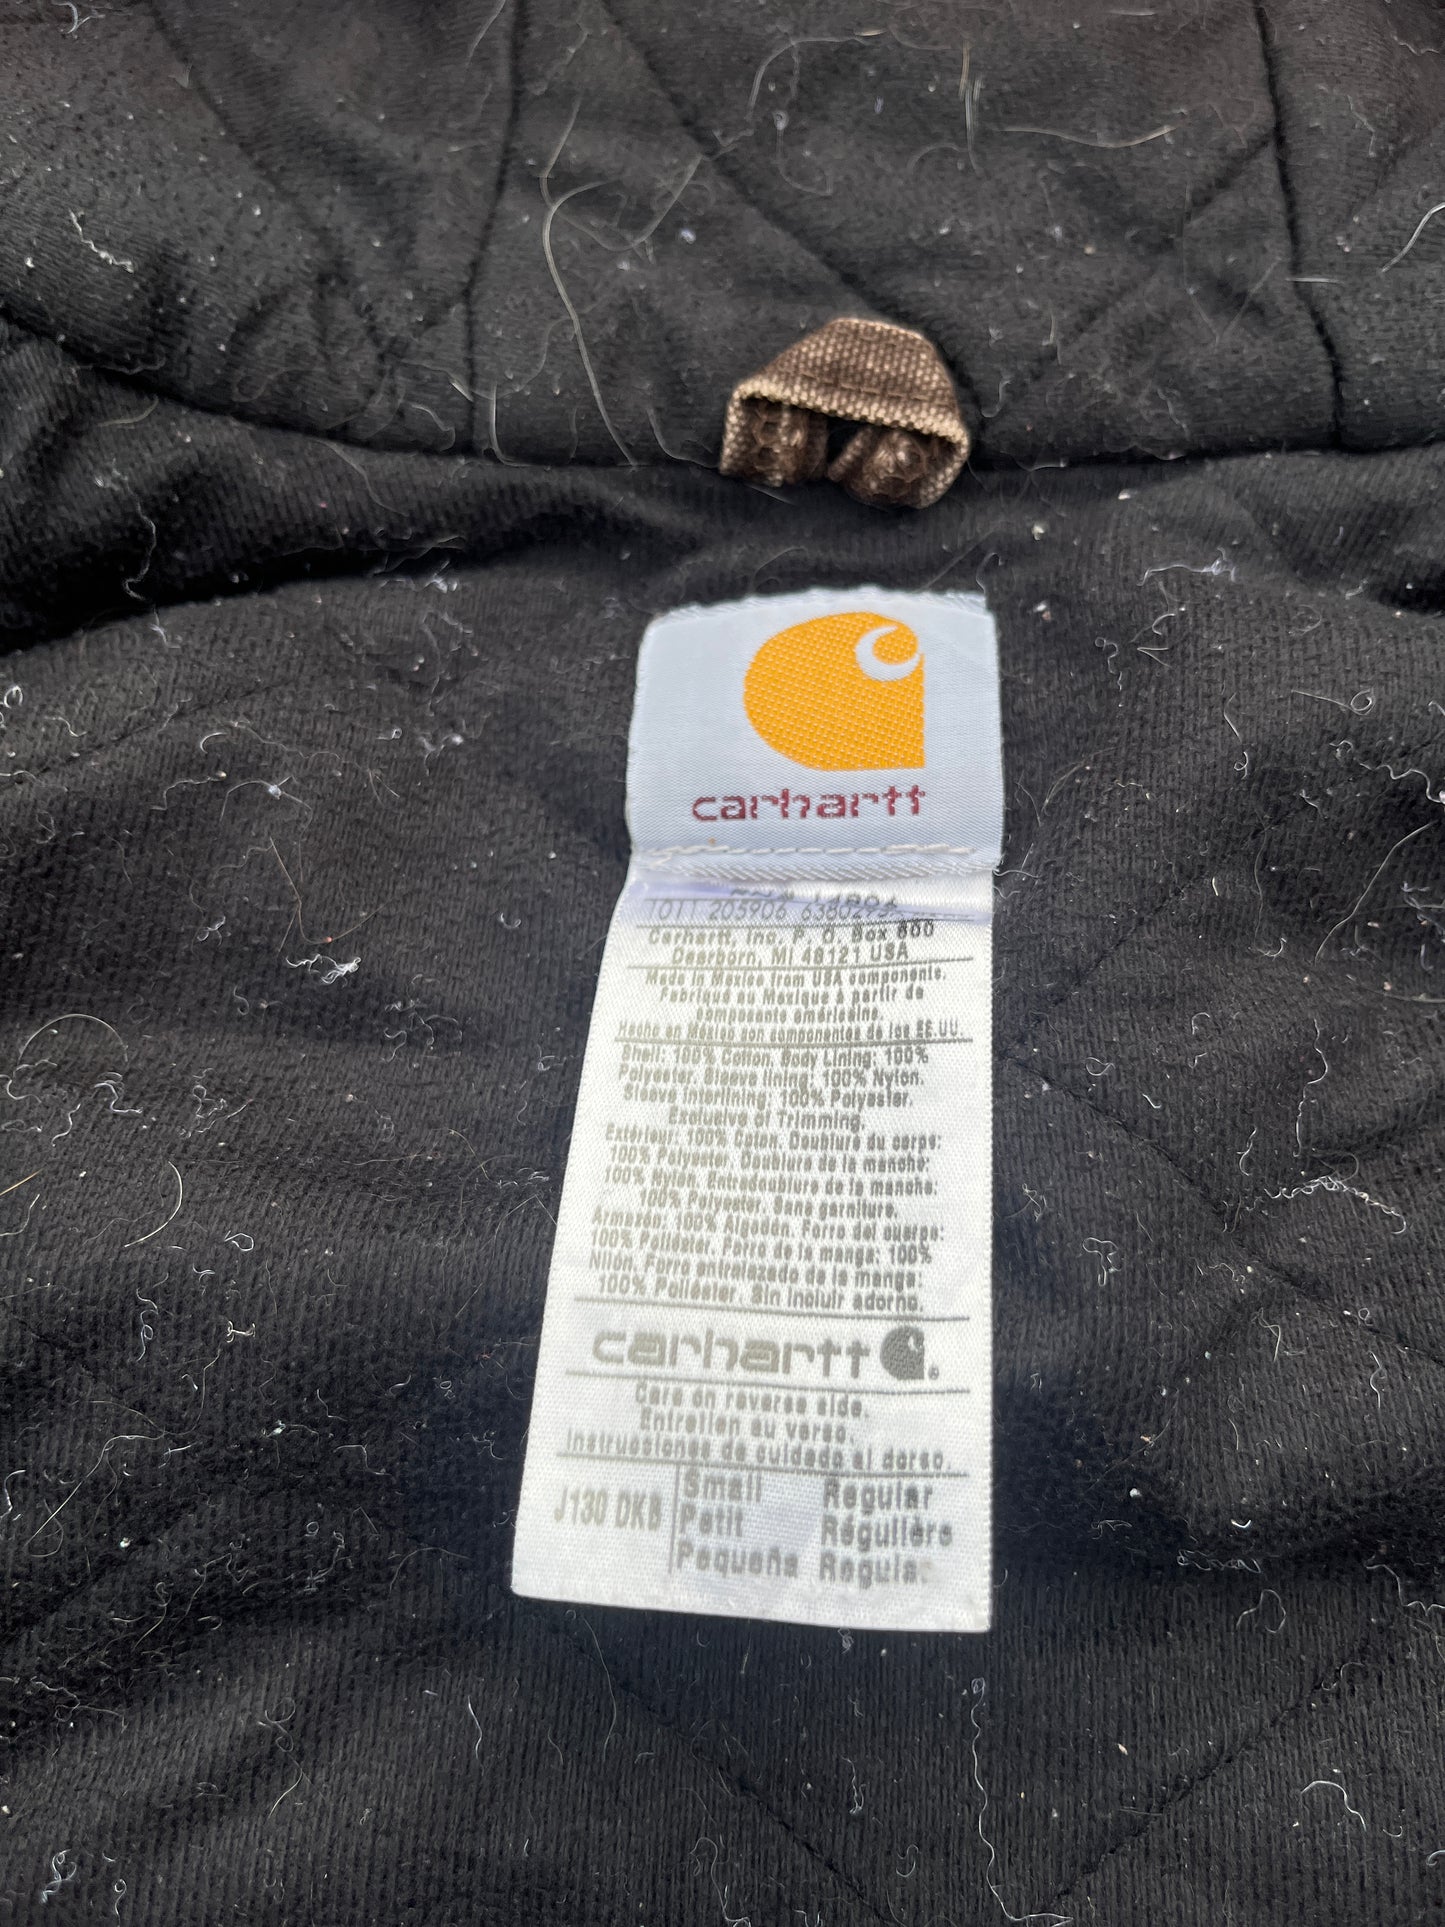 carhartt
1011 205906
Carhartt, Inc. P. O. Box 600
Dearborn, MI 48121 USA
Made in Mexico from USA components.
Fabriqué au Mexique à partir de
composants américains.
Hecho en México con componentes de los EE.UU.
Shell: 100% Cotton. Body Lining: 100%
Polyester. Sleeve lining: 100% Nylon.
Sleeve interlining: 100% Polyester.
Exclusive of Trimming.
Extérieur: 100% Coton. Doublure du corps:
100% Polyester. Doublure de la manche:
100% Nylon. Entredoublure de la manche:
100% Polyester. Sans garniture.
Armazón: 100% Algodón. Forro del cuerpo:
100% Poliéster. Forro de la manga: 100%
Nilón. Forro entrelazado de la manga:
100% Poliéster. Sin incluir adorno.
carhartt
Care on reverse side.
Entretien au verso.
Instrucciones de cuidado al dorso.
J130 DKB Small Regular
Petit Régulière
Pequeña Regular